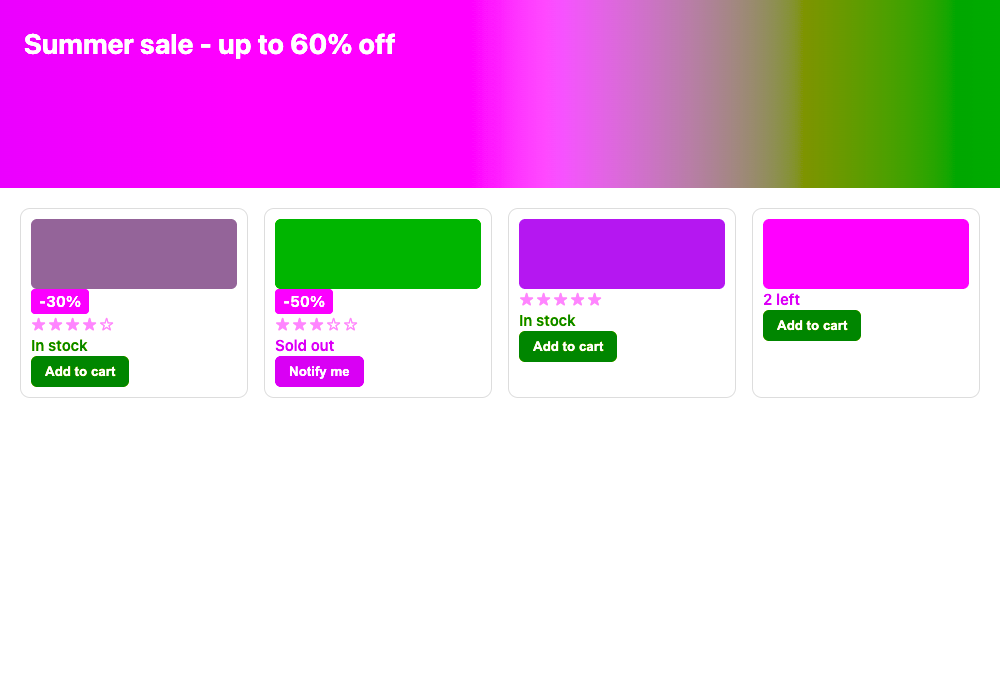 Summer sale - up to 60% off
-30%
★★★★☆
In stock
Add to cart
-50%
★★★☆☆
Sold out
Notify me
★★★★★
In stock
Add to cart
2 left
Add to cart